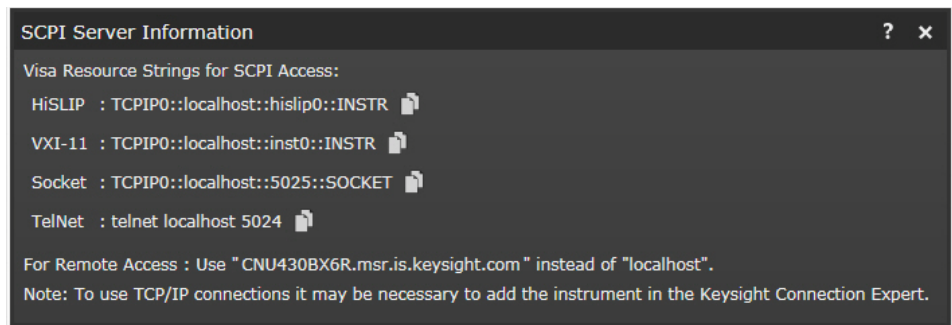 SCPI Server Information ? ×
Visa Resource Strings for SCPI Access:
HiSLIP : TCPIP0::localhost::hislip0::INSTR
VXI-11 : TCPIP0::localhost::inst0::INSTR
Socket : TCPIP0::localhost::5025::SOCKET
TelNet : telnet localhost 5024
For Remote Access : Use "CNU430BX6R.msr.is.keysight.com" instead of "localhost".
Note: To use TCP/IP connections it may be necessary to add the instrument in the Keysight Connection Expert.